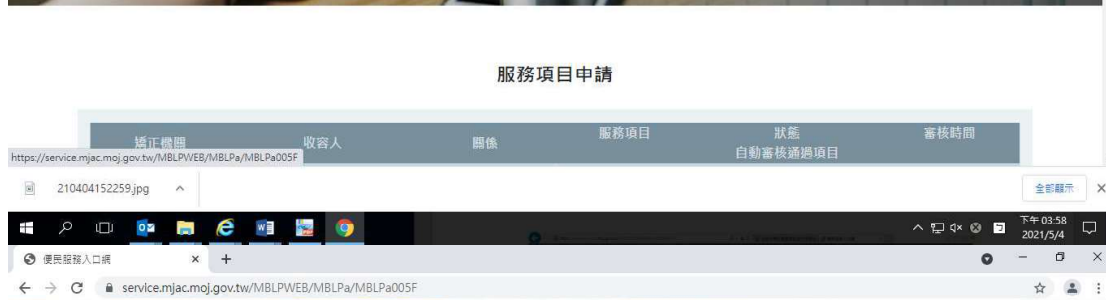 服務項目申請
矯正機關 收容人 關係 服務項目 狀態 審核時間
自動審核通過項目
https://service.mjac.moj.gov.tw/MBLPWEB/MBLPa/MBLPa005F
210404152259.jpg 全部顯示
下午 03:58
2021/5/4
便民服務入口網
service.mjac.moj.gov.tw/MBLPWEB/MBLPa/MBLPa005F